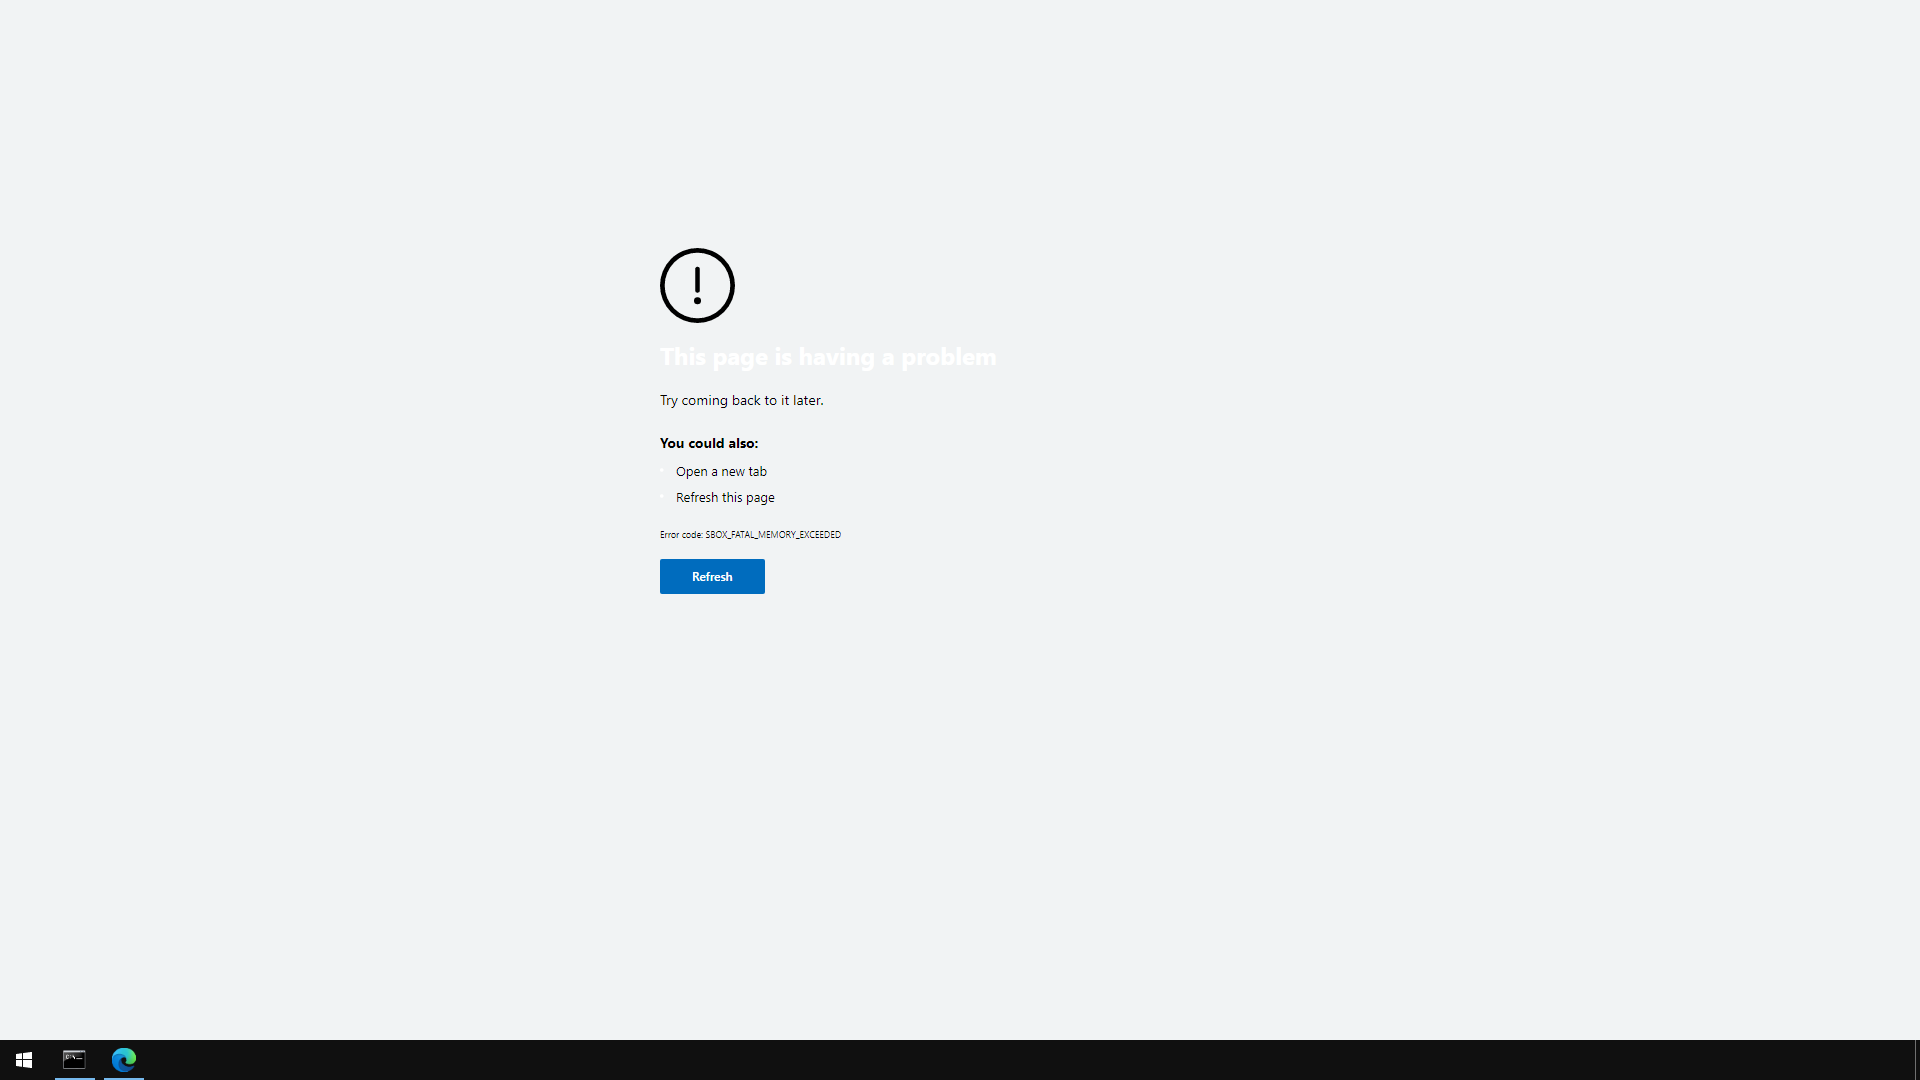 This page is having a problem
Try coming back to it later.
You could also:
Open a new tab
Refresh this page
Error code: SBOX_FATAL_MEMORY_EXCEEDED
Refresh